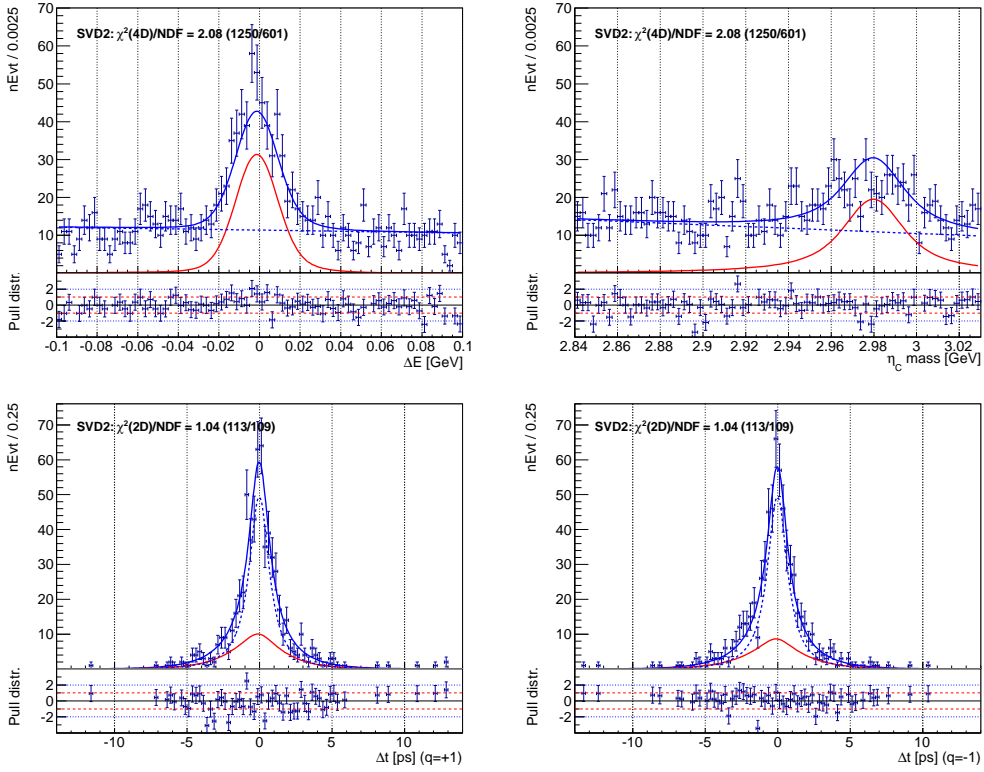 nEvt / 0.0025
70
60
50
40
30
20
10
SVD2: χ²(4D)/NDF = 2.08 (1250/601)
Pull distr.
2
0
-2
-0.1 -0.08 -0.06 -0.04 -0.02 0 0.02 0.04 0.06 0.08 0.1
ΔE [GeV]
nEvt / 0.0025
70
60
50
40
30
20
10
SVD2: χ²(4D)/NDF = 2.08 (1250/601)
Pull distr.
2
0
-2
2.84 2.86 2.88 2.9 2.92 2.94 2.96 2.98 3 3.02
η_C mass [GeV]
nEvt / 0.25
70
60
50
40
30
20
10
SVD2: χ²(2D)/NDF = 1.04 (113/109)
Pull distr.
2
0
-2
-10 -5 0 5 10
Δt [ps] (q=+1)
nEvt / 0.25
70
60
50
40
30
20
10
SVD2: χ²(2D)/NDF = 1.04 (113/109)
Pull distr.
2
0
-2
-10 -5 0 5 10
Δt [ps] (q=-1)